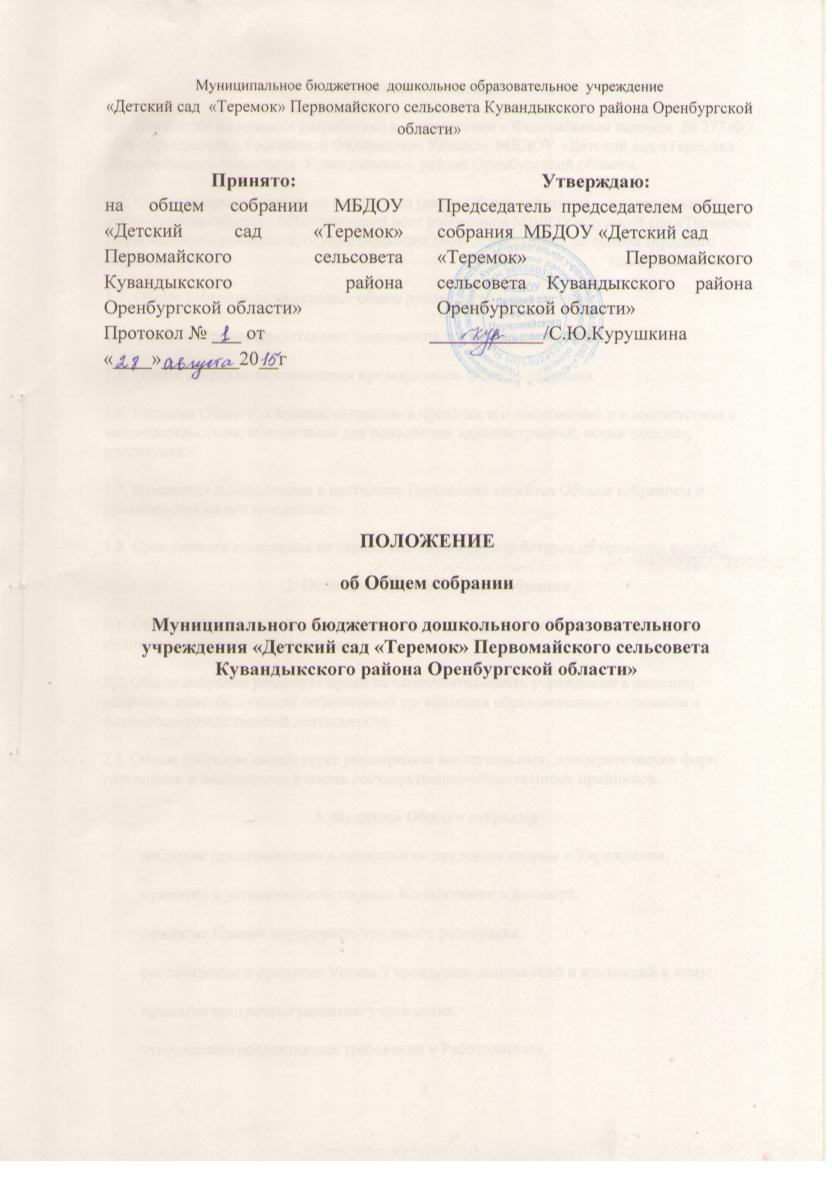 Муниципальное бюджетное дошкольное образовательное учреждение
«Детский сад «Теремок» Первомайского сельсовета Кувандыкского района Оренбургской
области»
Принято:
на общем собрании МБДОУ
«Детский сад «Теремок»
Первомайского сельсовета
Кувандыкского района
Оренбургской области»
Протокол № 1 от
«28» августа 2015г
Утверждаю:
Председатель председателем общего
собрания МБДОУ «Детский сад
«Теремок» Первомайского
сельсовета Кувандыкского района
Оренбургской области»
/С.Ю.Курушкина
ПОЛОЖЕНИЕ
об Общем собрании
Муниципального бюджетного дошкольного образовательного
учреждения «Детский сад «Теремок» Первомайского сельсовета
Кувандыкского района Оренбургской области»